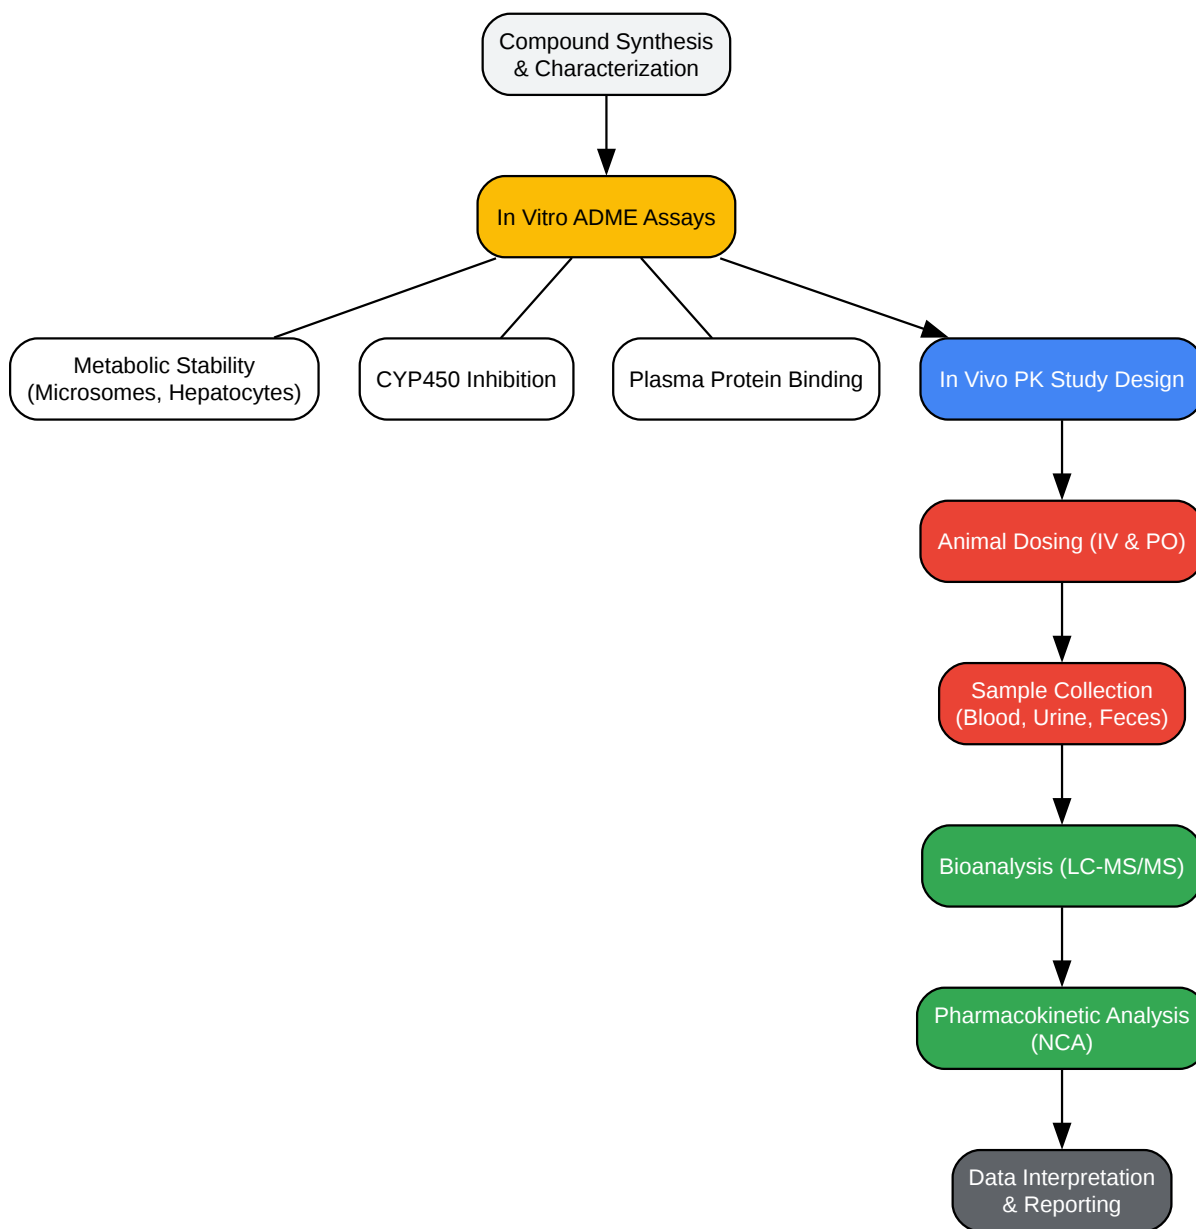 Compound Synthesis
& Characterization
In Vitro ADME Assays
Metabolic Stability
(Microsomes, Hepatocytes)
CYP450 Inhibition
Plasma Protein Binding
In Vivo PK Study Design
Animal Dosing (IV & PO)
Sample Collection
(Blood, Urine, Feces)
Bioanalysis (LC-MS/MS)
Pharmacokinetic Analysis
(NCA)
Data Interpretation
& Reporting